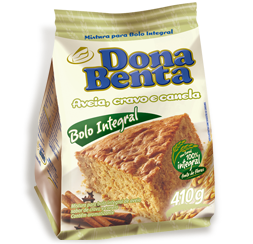 Mistura para Bolo Integral
Dona
Benta
Aveia, cravo e canela
Bolo Integral
100%
integral
410g